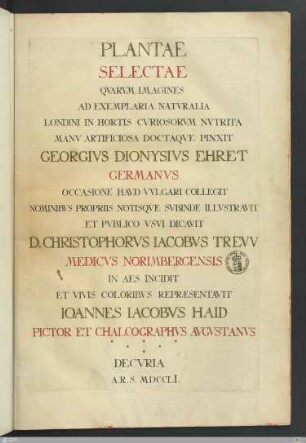 PLANTAE
SELECTAE
QVARVM IMAGINES
AD EXEMPLARIA NATVRALIA
LONDINI IN HORTIS CVRIOSORVM NVTRITA
MANV ARTIFICIOSA DOCTAQVE PINXIT
GEORGIVS DIONYSIVS EHRET
GERMANVS
OCCASIONE HAVD VVLGARI COLLEGIT
NOMINIBVS PROPRIIS NOTISQVE SVBINDE ILLVSTRAVIT
ET PVBLICO VSVI DICAVIT
D. CHRISTOPHORVS IACOBVS TREVV
MEDICVS NORIMBERGENSIS
IN AES INCIDIT
ET VIVIS COLORIBVS REPRÆSENTAVIT
IOANNES IACOBVS HAID
PICTOR ET CHALCOGRAPHVS AVGVSTANVS
DECVRIA
A.R.S. MDCCLI.